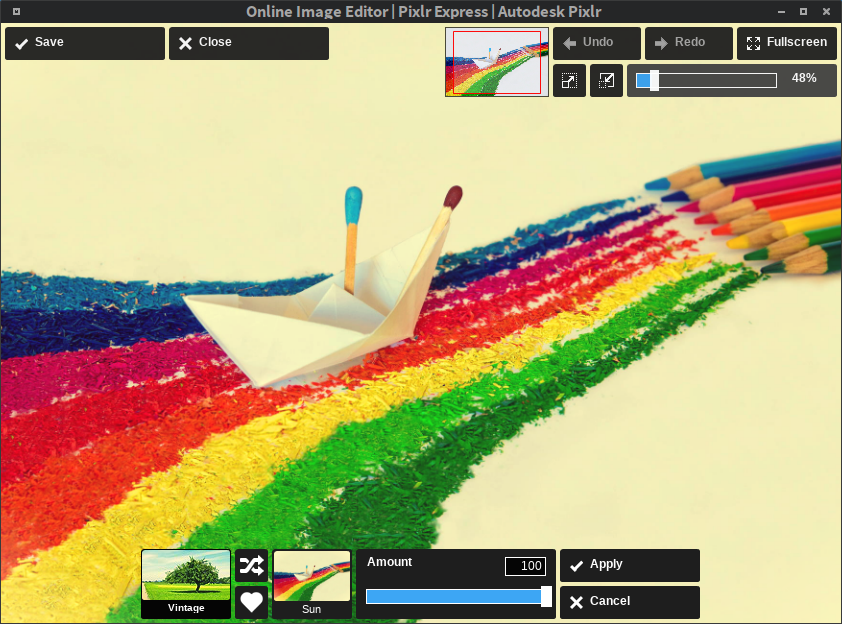 Online Image Editor | Pixlr Express | Autodesk Pixlr
Save
Close
Undo
Redo
Fullscreen
48%
Vintage
Sun
Amount
100
Apply
Cancel